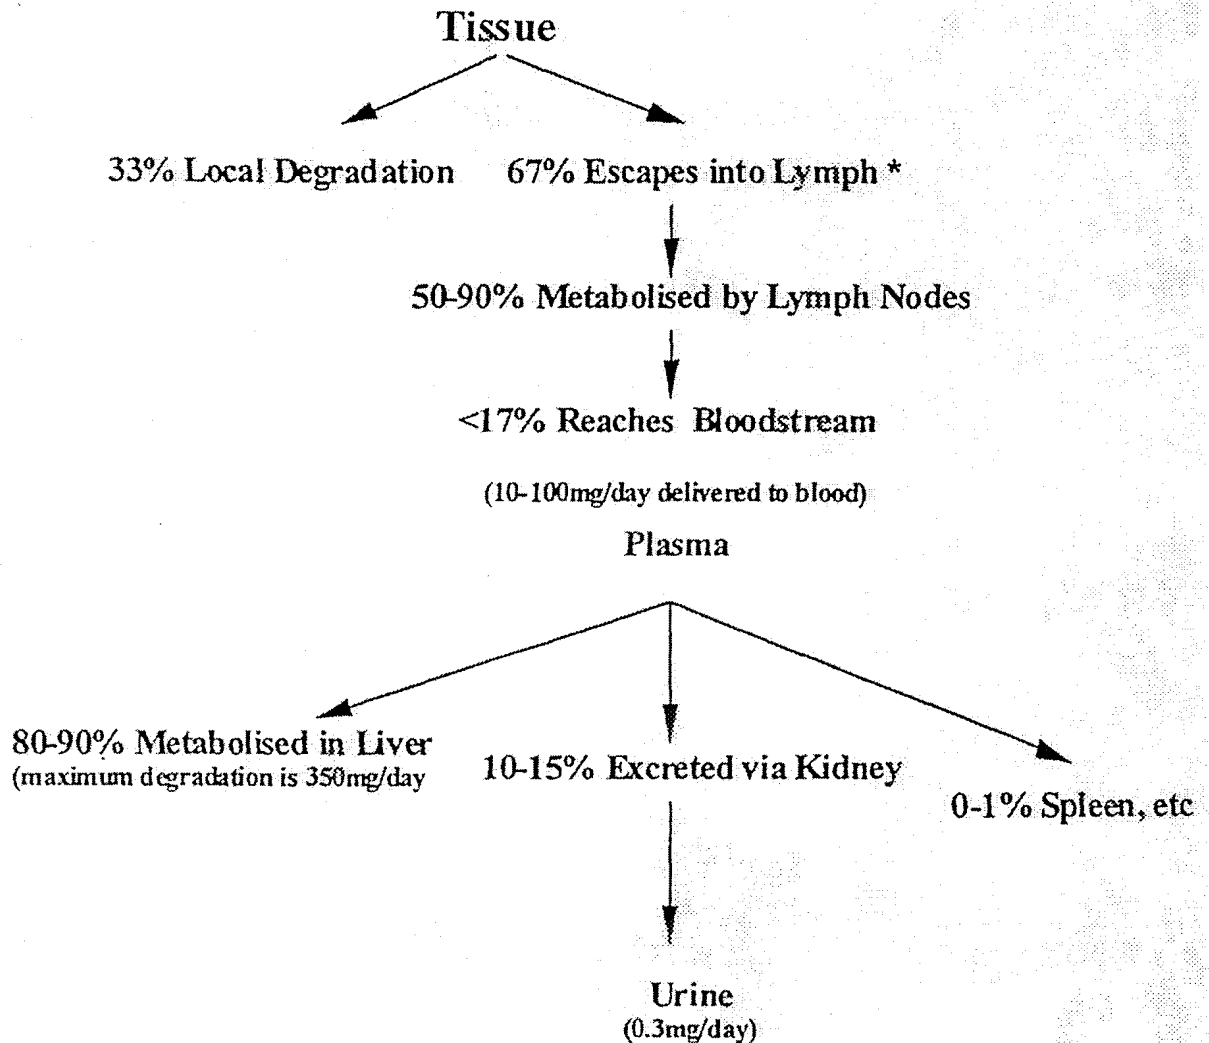 Tissue
33% Local Degradation 67% Escapes into Lymph *
50-90% Metabolised by Lymph Nodes
<17% Reaches Bloodstream
(10-100mg/day delivered to blood)
Plasma
80-90% Metabolised in Liver
(maximum degradation is 350mg/day
10-15% Excreted via Kidney
0-1% Spleen, etc
Urine
(0.3mg/day)